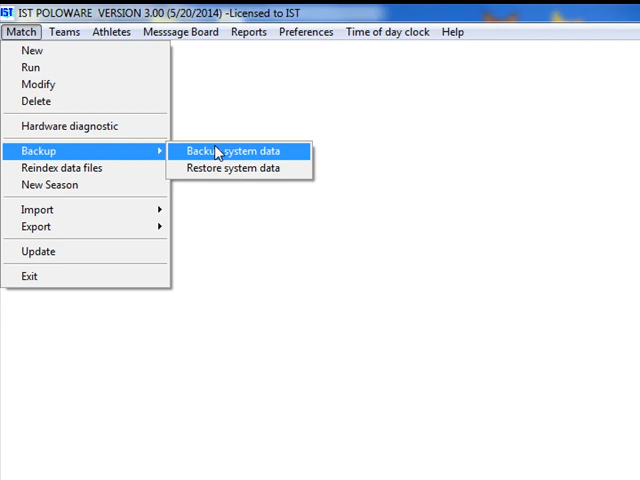 IST IST POLOWARE VERSION 3.00 (5/20/2014) -Licensed to IST
Match Teams Athletes Messsage Board Reports Preferences Time of day clock Help
New
Run
Modify
Delete
Hardware diagnostic
Backup
Backup system data
Reindex data files
Restore system data
New Season
Import
Export
Update
Exit